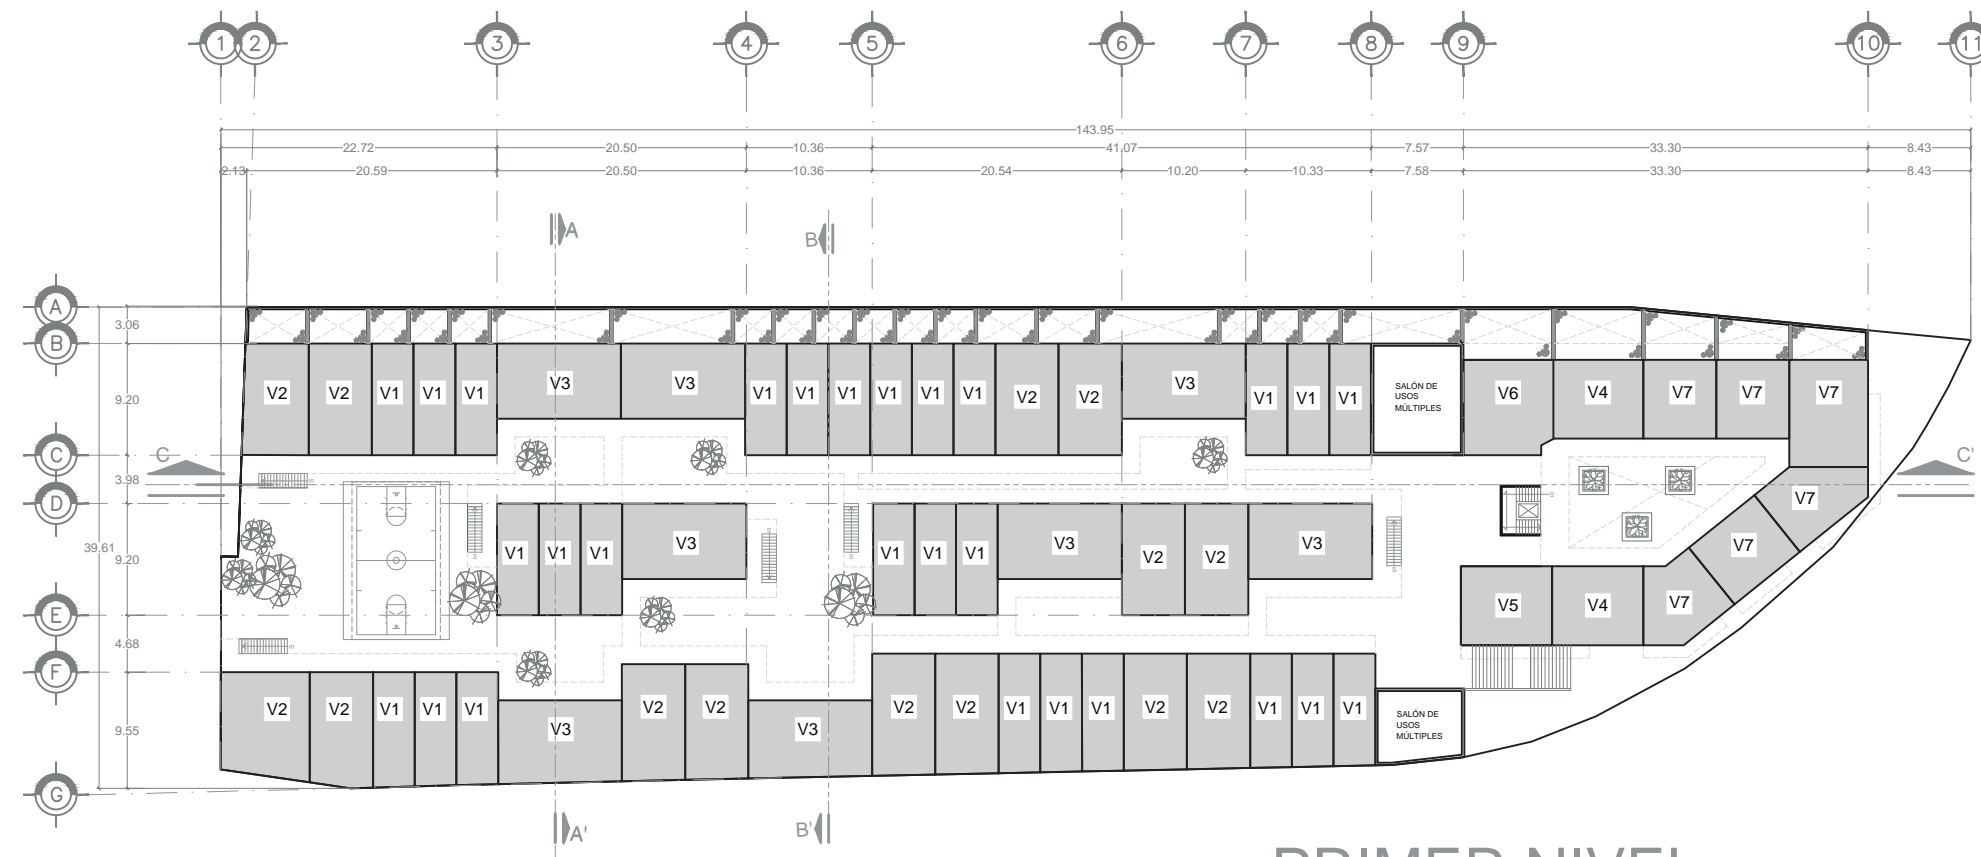 1 2 3 4 5 6 7 8 9 10 11
143.95
22.72 20.50 10.36 41.07 7.57 33.30 8.43
2.13 20.59 20.50 10.36 20.54 10.20 10.33 7.58 33.30 8.43
A B
A
3.06
B
V2 V2 V1 V1 V1 V3 V3 V1 V1 V1 V1 V1 V1 V2 V2 V3 V1 V1 V1
SALÓN DE
USOS
MÚLTIPLES
V6 V4 V7 V7 V7
9.20
C
C C'
3.98
D
V7
39.61
9.20
V1 V1 V1 V3 V1 V1 V1 V3 V2 V2 V3 V7
E
V5 V4 V7
4.68
F
V2 V2 V1 V1 V1 V3 V2 V2 V3 V2 V2 V1 V1 V1 V2 V2 V1 V1 V1
SALÓN DE
USOS
MÚLTIPLES
9.55
G
A' B'
PRIMER NIVEL